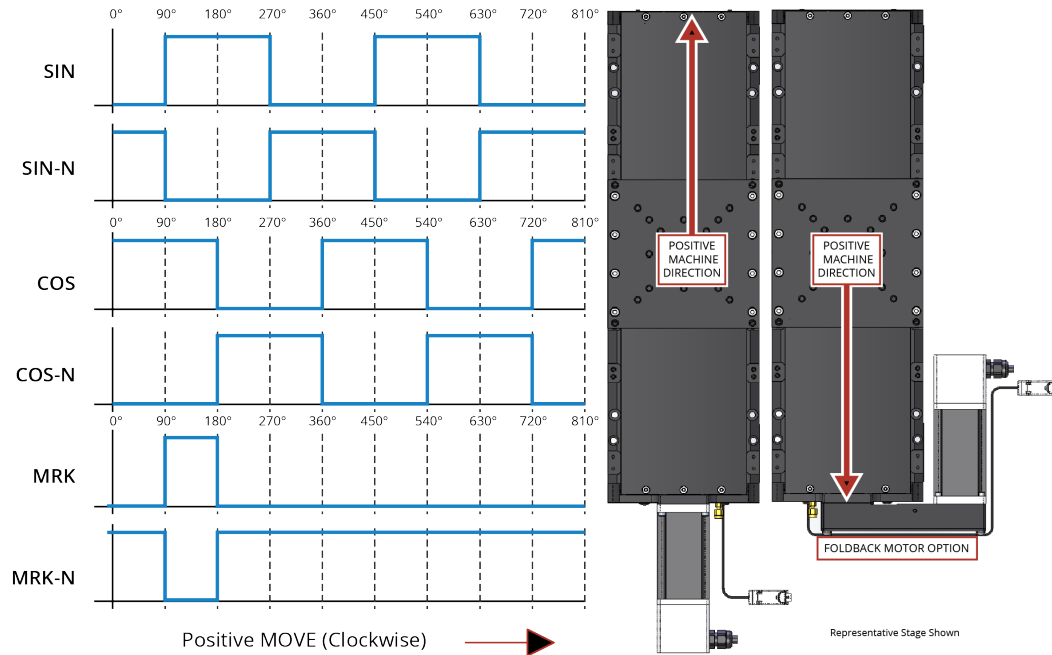 0° 90° 180° 270° 360° 450° 540° 630° 720° 810°
SIN
SIN-N
0° 90° 180° 270° 360° 450° 540° 630° 720° 810°
COS
COS-N
0° 90° 180° 270° 360° 450° 540° 630° 720° 810°
MRK
MRK-N
Positive MOVE (Clockwise)
POSITIVE
MACHINE
DIRECTION
POSITIVE
MACHINE
DIRECTION
FOLDBACK MOTOR OPTION
Representative Stage Shown